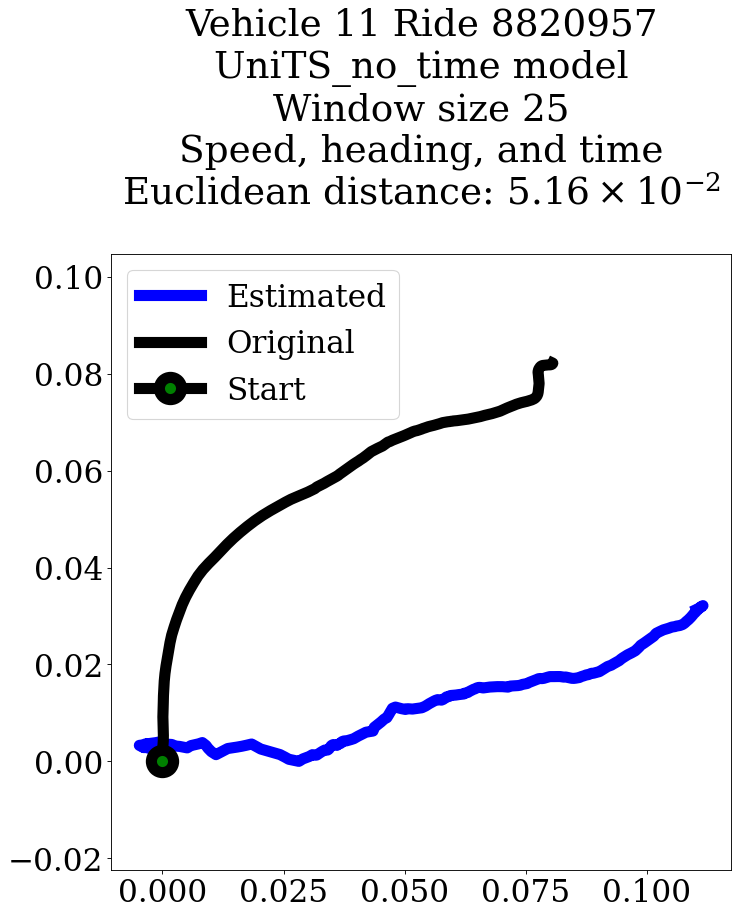 Vehicle 11 Ride 8820957
UniTS_no_time model
Window size 25
Speed, heading, and time
Euclidean distance: 5.16 × 10⁻²
0.10
0.08
0.06
0.04
0.02
0.00
−0.02
Estimated
Original
Start
0.000 0.025 0.050 0.075 0.100